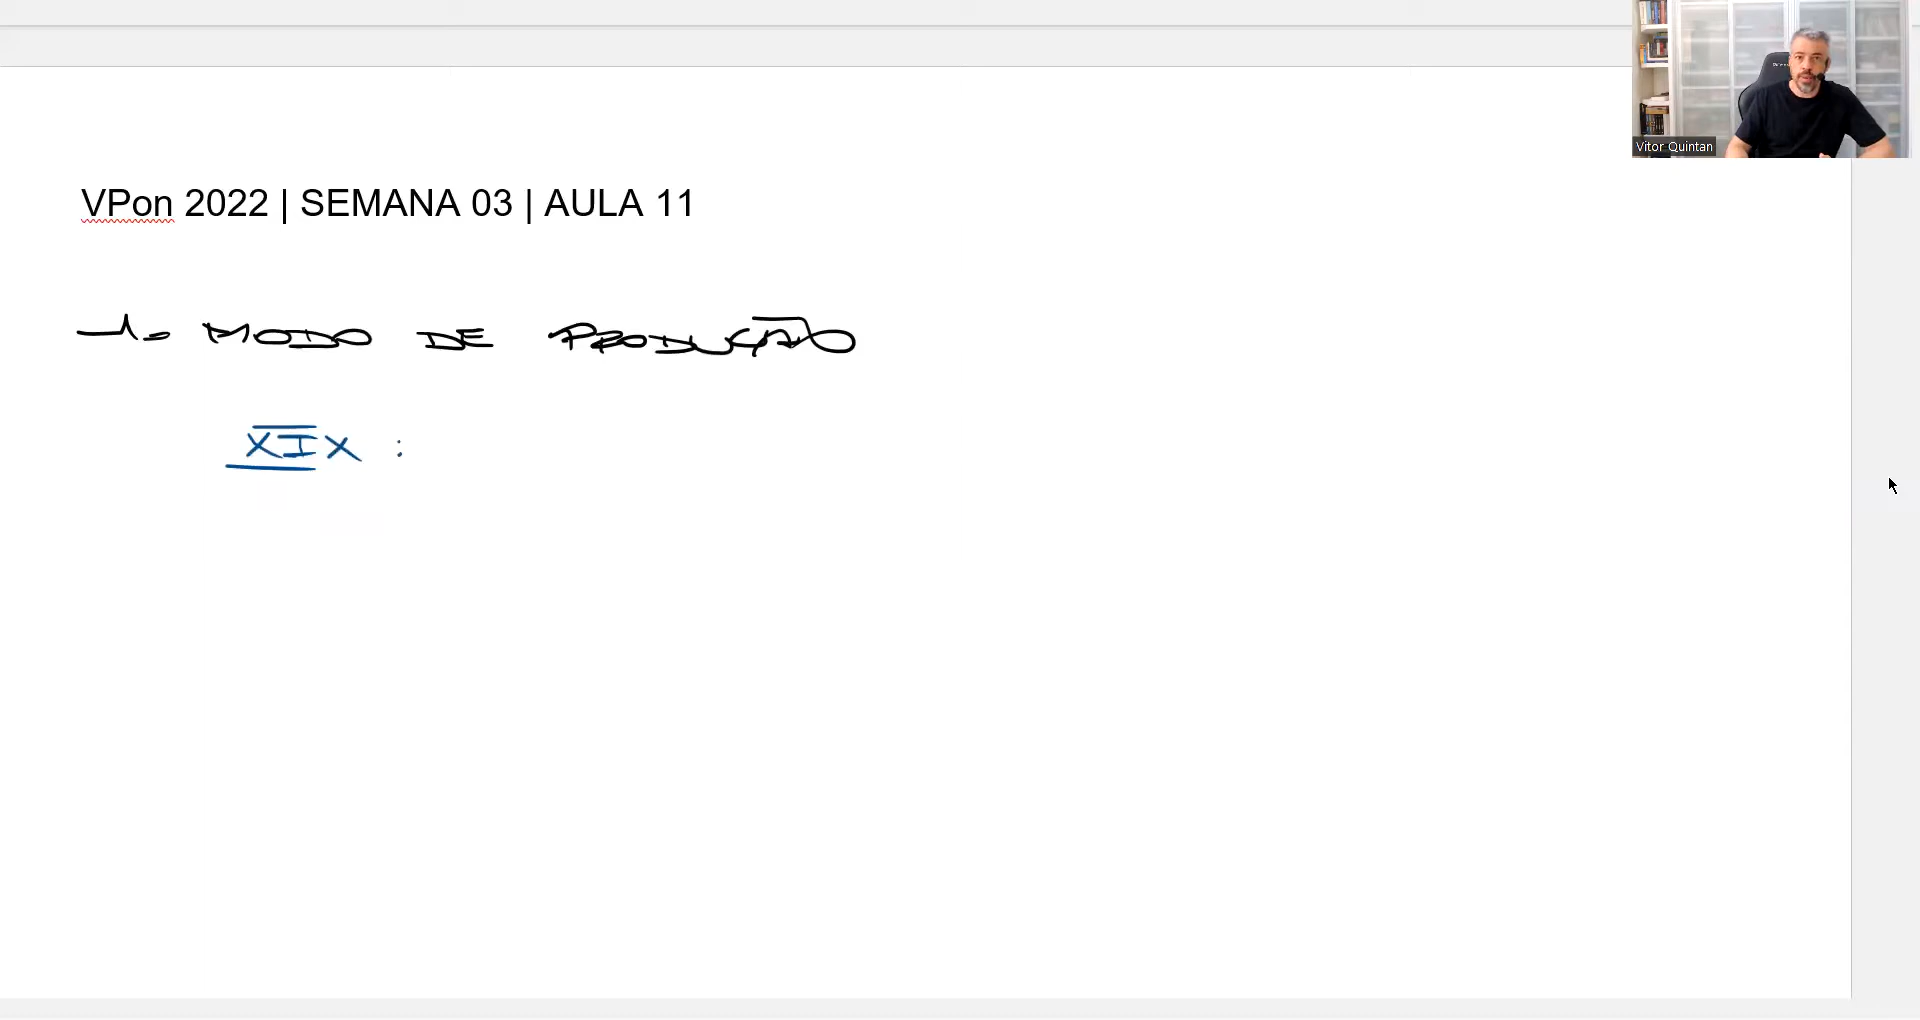 Vitor Quintan
VPon 2022 | SEMANA 03 | AULA 11
1- MODO DE PRODUÇÃO
XIX :